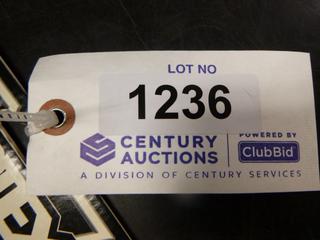 LOT NO
1236
CENTURY
AUCTIONS
POWERED BY
ClubBid
A DIVISION OF CENTURY SERVICES